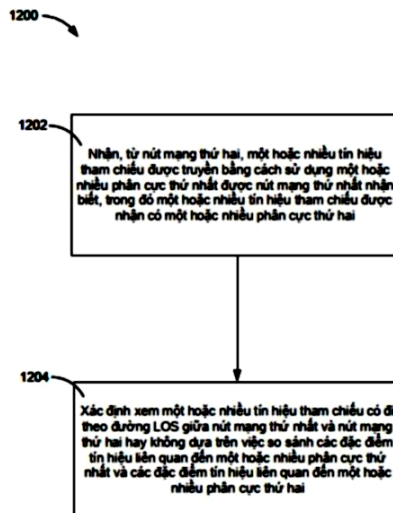 1200
1202
Nhận, từ nút mạng thứ hai, một hoặc nhiều tín hiệu
tham chiếu được truyền bằng cách sử dụng một hoặc
nhiều phân cực thứ nhất được nút mạng thứ nhất nhận
biết, trong đó một hoặc nhiều tín hiệu tham chiếu được
nhận có một hoặc nhiều phân cực thứ hai
1204
Xác định xem một hoặc nhiều tín hiệu tham chiếu có đi
theo đường LOS giữa nút mạng thứ nhất và nút mạng
thứ hai hay không dựa trên việc so sánh các đặc điểm
tín hiệu liên quan đến một hoặc nhiều phân cực thứ
nhất và các đặc điểm tín hiệu liên quan đến một hoặc
nhiều phân cực thứ hai